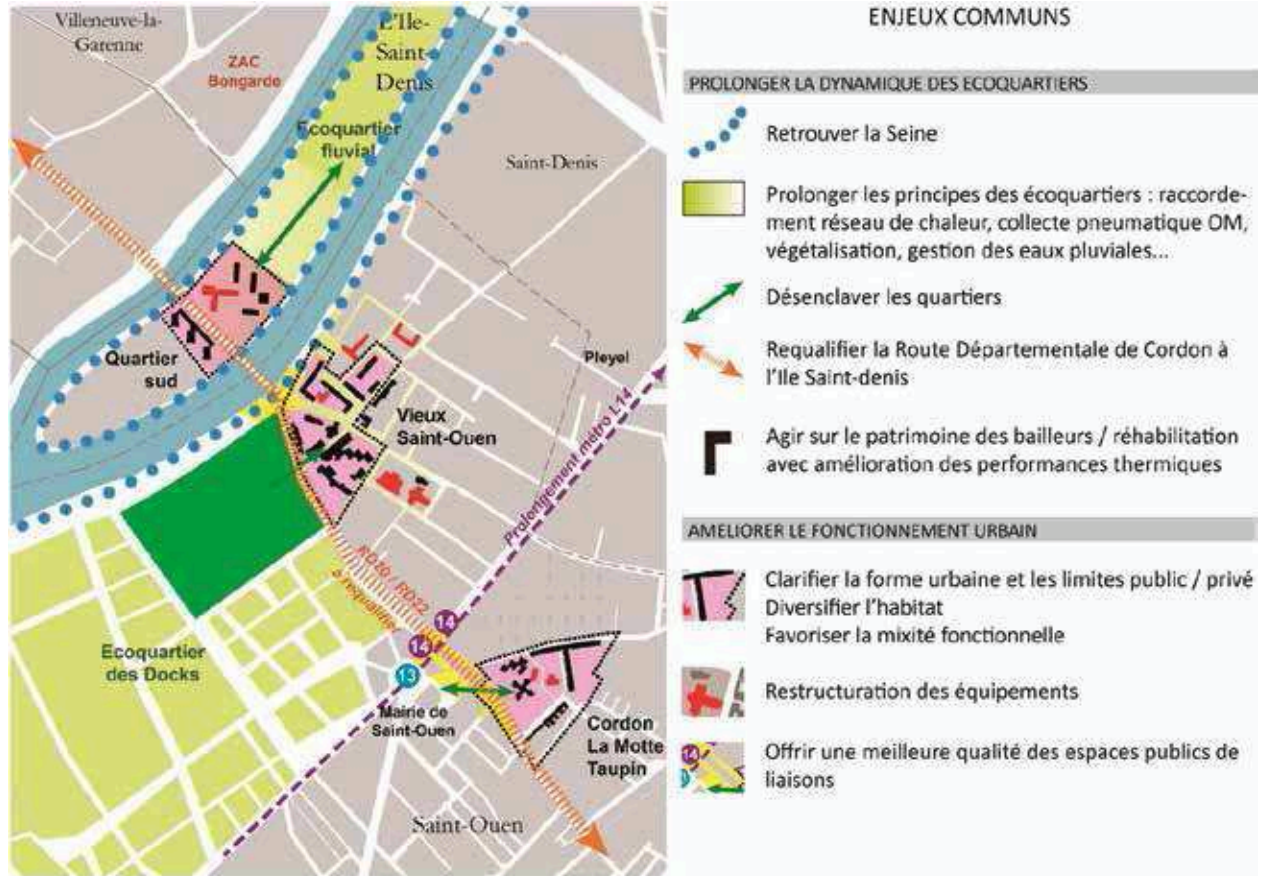 Villeneuve-la-
Garenne
ZAC
Bongarde
L'Ile-
Saint-
Denis
Ecoquartier
fluvial
Saint-Denis
Quartier
sud
Pleyel
Vieux
Saint-Ouen
Prolongement métro L14
RD20 / RD22
à requalifier
14
14
13
Ecoquartier
des Docks
Mairie de
Saint-Ouen
Cordon
La Motte
Taupin
Saint-Ouen
ENJEUX COMMUNS
PROLONGER LA DYNAMIQUE DES ECOQUARTIERS
Retrouver la Seine
Prolonger les principes des écoquartiers : raccorde-
ment réseau de chaleur, collecte pneumatique OM,
végétalisation, gestion des eaux pluviales...
Désenclaver les quartiers
Requalifier la Route Départementale de Cordon à
l'Ile Saint-denis
Agir sur le patrimoine des bailleurs / réhabilitation
avec amélioration des performances thermiques
AMELIORER LE FONCTIONNEMENT URBAIN
Clarifier la forme urbaine et les limites public / privé
Diversifier l'habitat
Favoriser la mixité fonctionnelle
Restructuration des équipements
14
Offrir une meilleure qualité des espaces publics de
liaisons